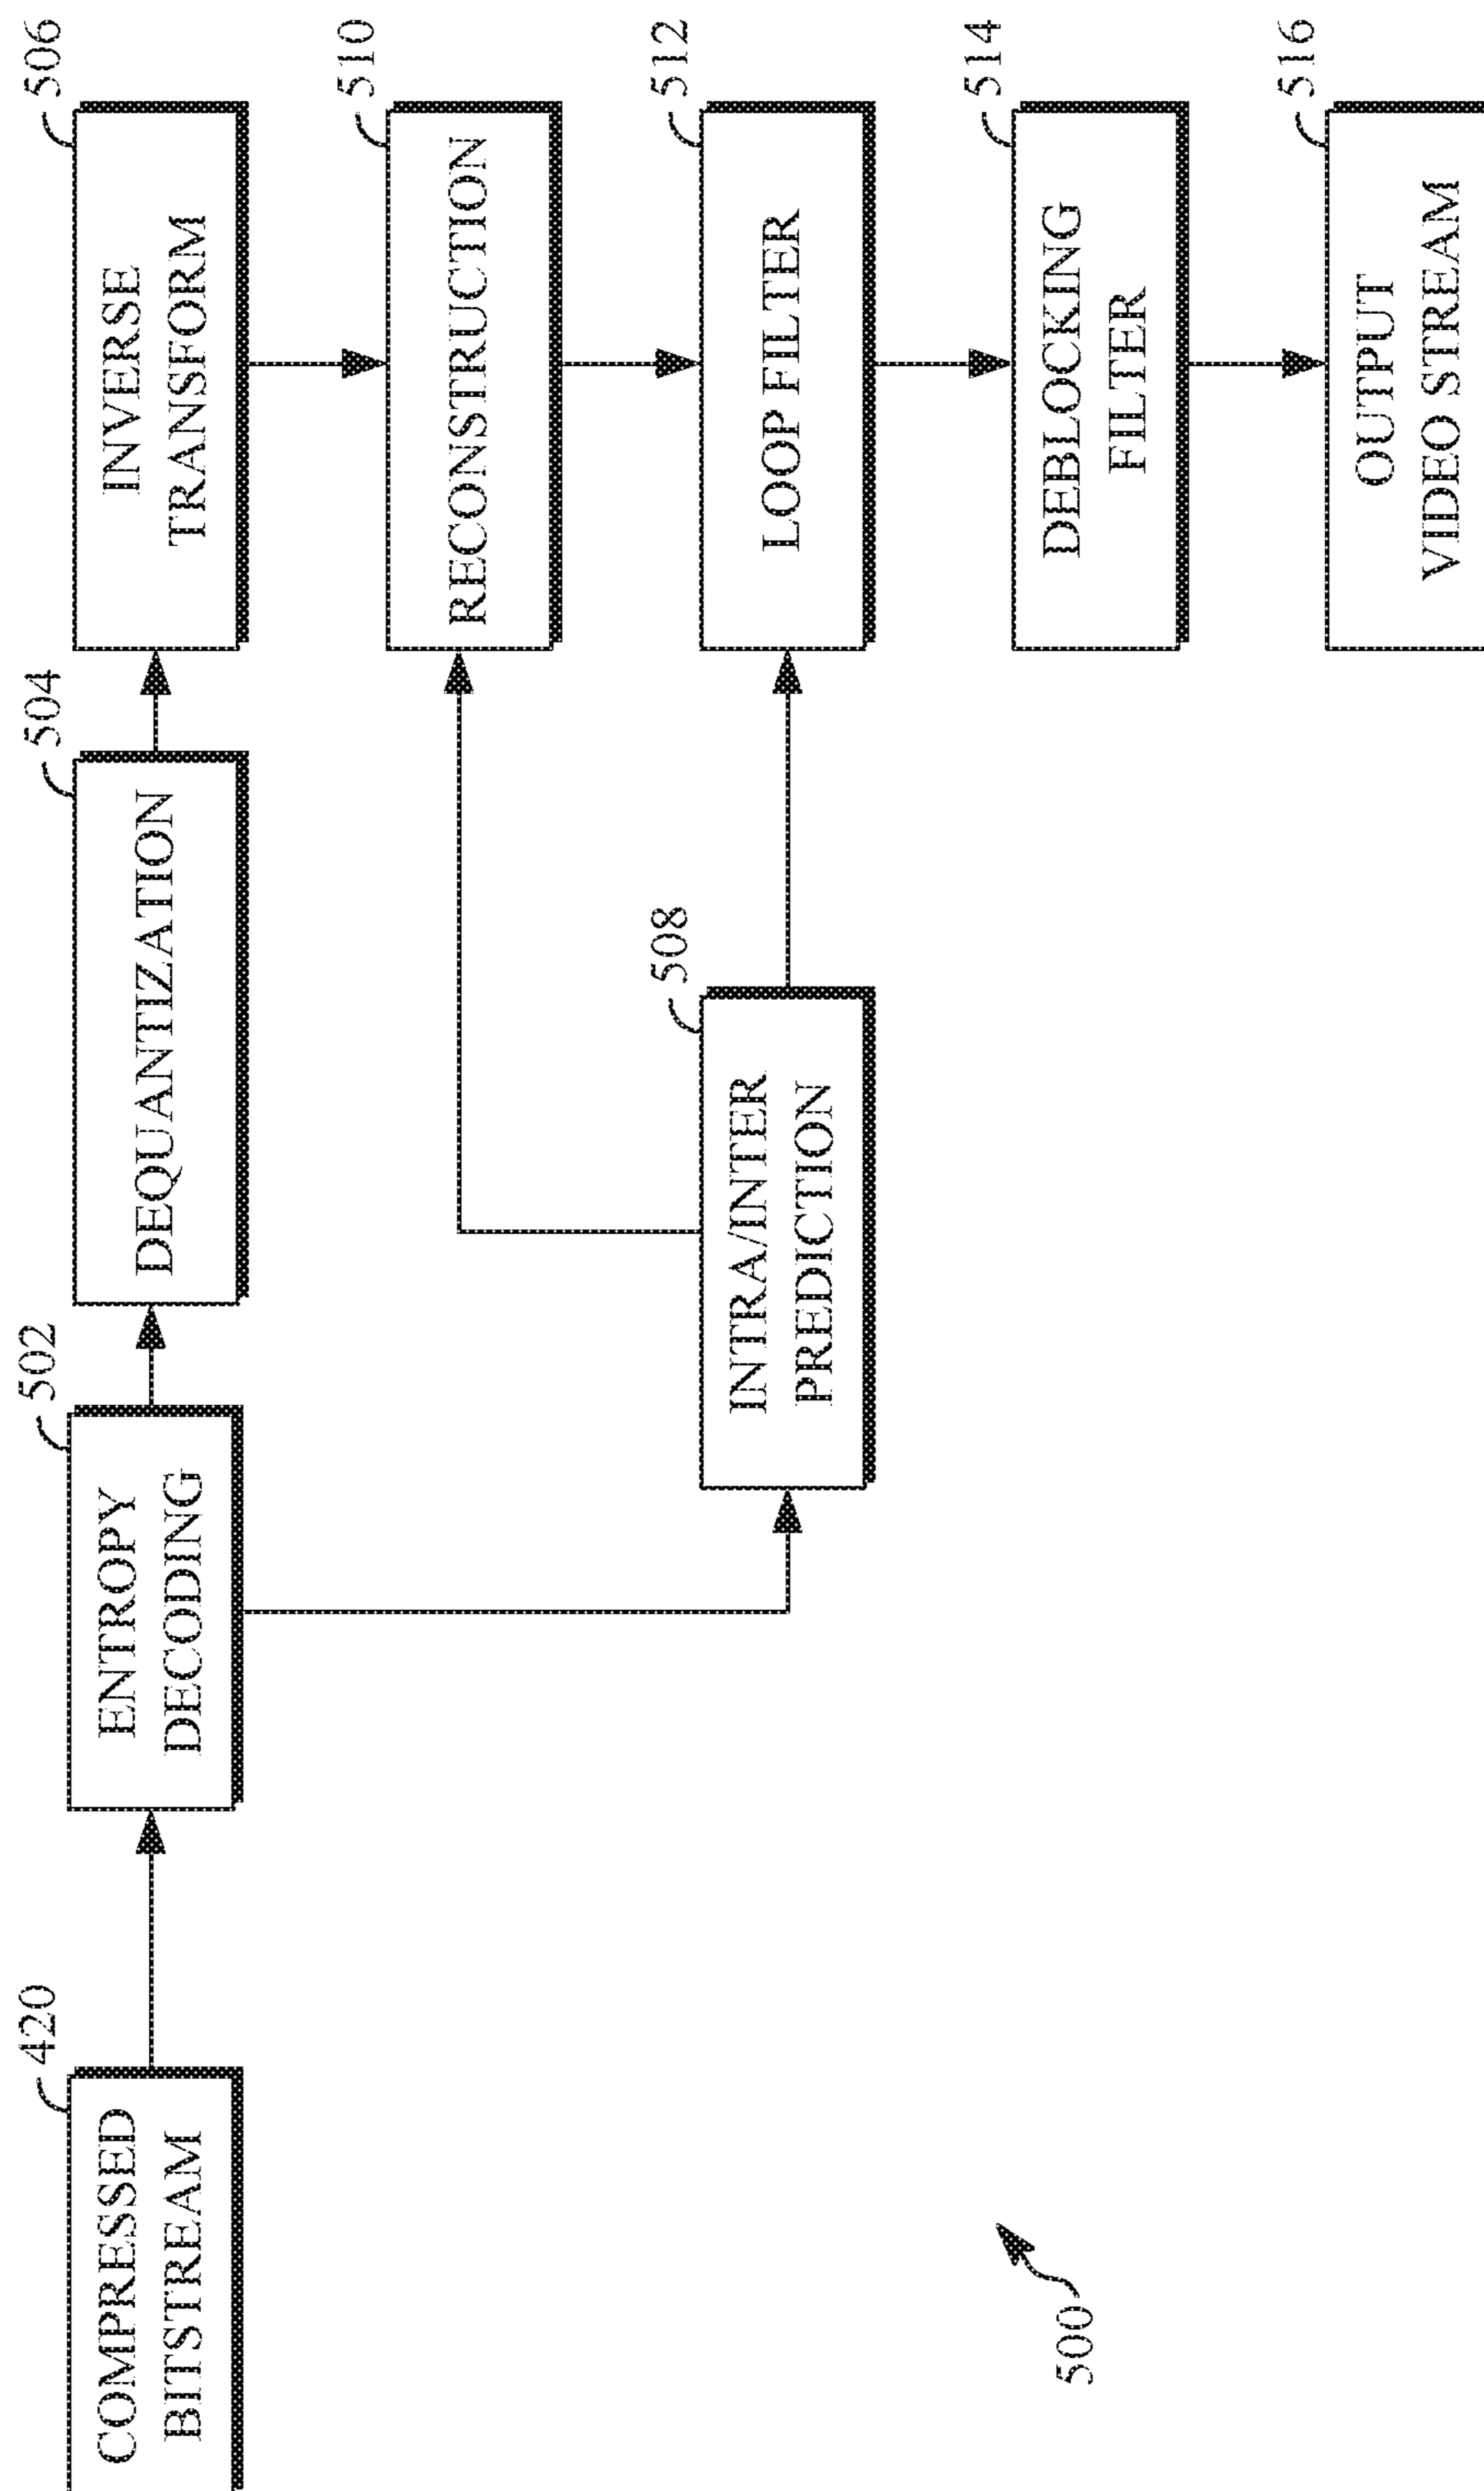 420
COMPRESSED
BITSTREAM
502
ENTROPY
DECODING
504
DEQUANTIZATION
506
INVERSE
TRANSFORM
510
RECONSTRUCTION
508
INTRA/INTER
PREDICTION
512
LOOP FILTER
514
DEBLOCKING
FILTER
516
OUTPUT
VIDEO STREAM
500